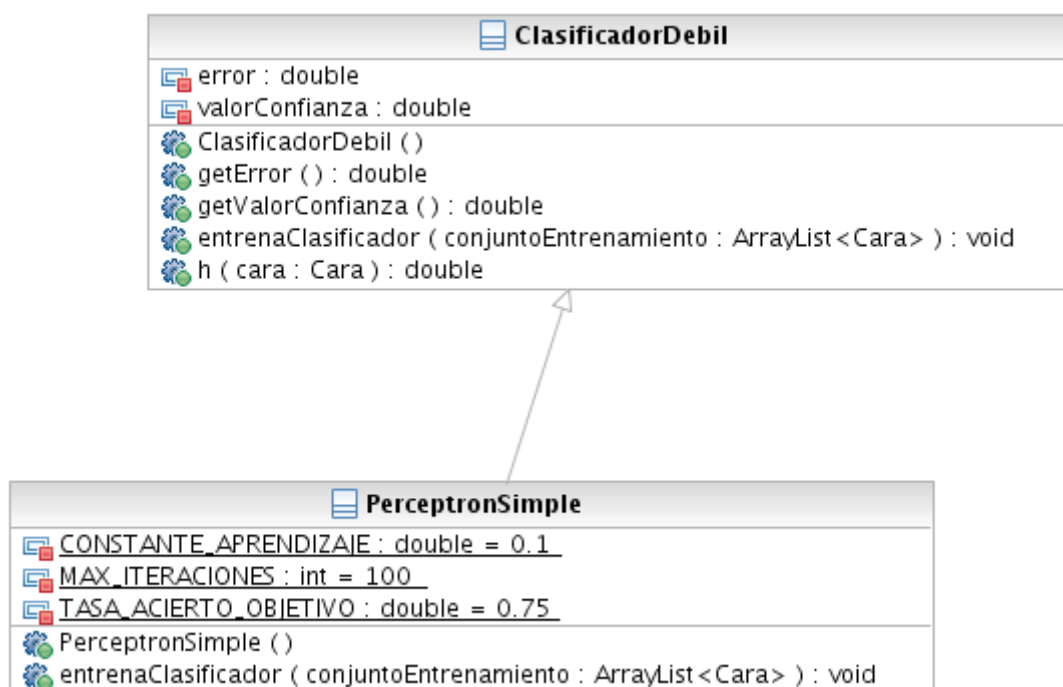 ClasificadorDebil
error : double
valorConfianza : double
ClasificadorDebil ( )
getError ( ) : double
getValorConfianza ( ) : double
entrenaClasificador ( conjuntoEntrenamiento : ArrayList<Cara> ) : void
h ( cara : Cara ) : double
PerceptronSimple
CONSTANTE_APRENDIZAJE : double = 0.1
MAX_ITERACIONES : int = 100
TASA_ACIERTO_OBJETIVO : double = 0.75
PerceptronSimple ( )
entrenaClasificador ( conjuntoEntrenamiento : ArrayList<Cara> ) : void